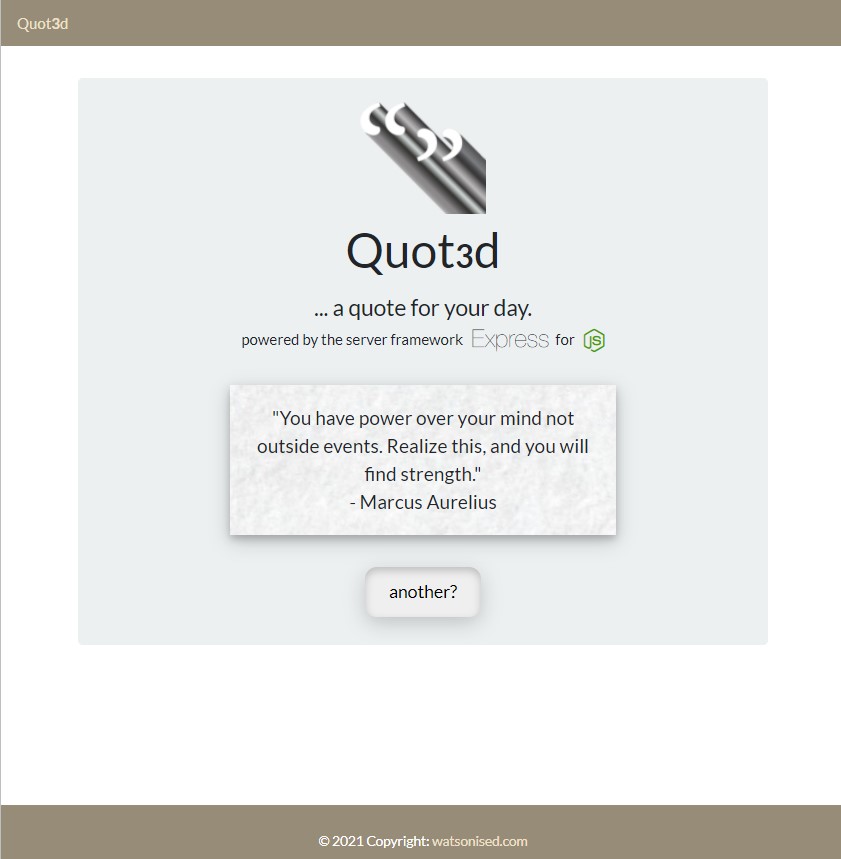 Quot3d
“ ”
Quot3d
... a quote for your day.
powered by the server framework Express for JS
"You have power over your mind not
outside events. Realize this, and you will
find strength."
- Marcus Aurelius
another?
© 2021 Copyright: watsonised.com